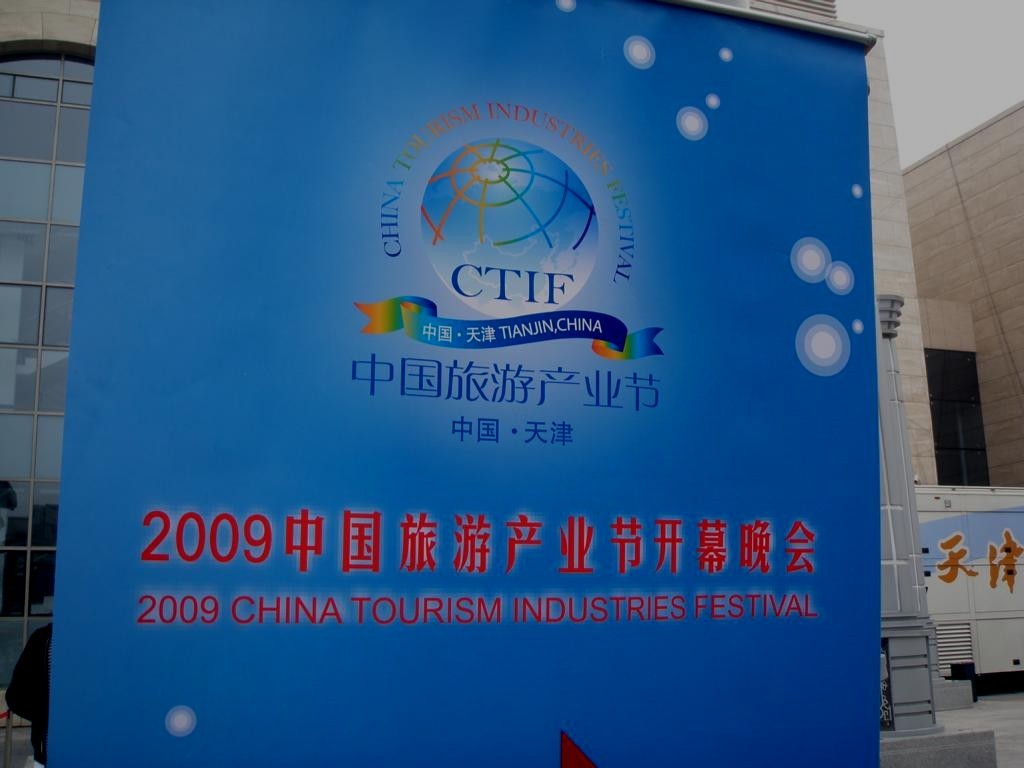 CHINA TOURISM INDUSTRIES FESTIVAL
CTIF
中国·天津 TIANJIN,CHINA
中国旅游产业节
中国·天津
2009中国旅游产业节开幕晚会
2009 CHINA TOURISM INDUSTRIES FESTIVAL
天津